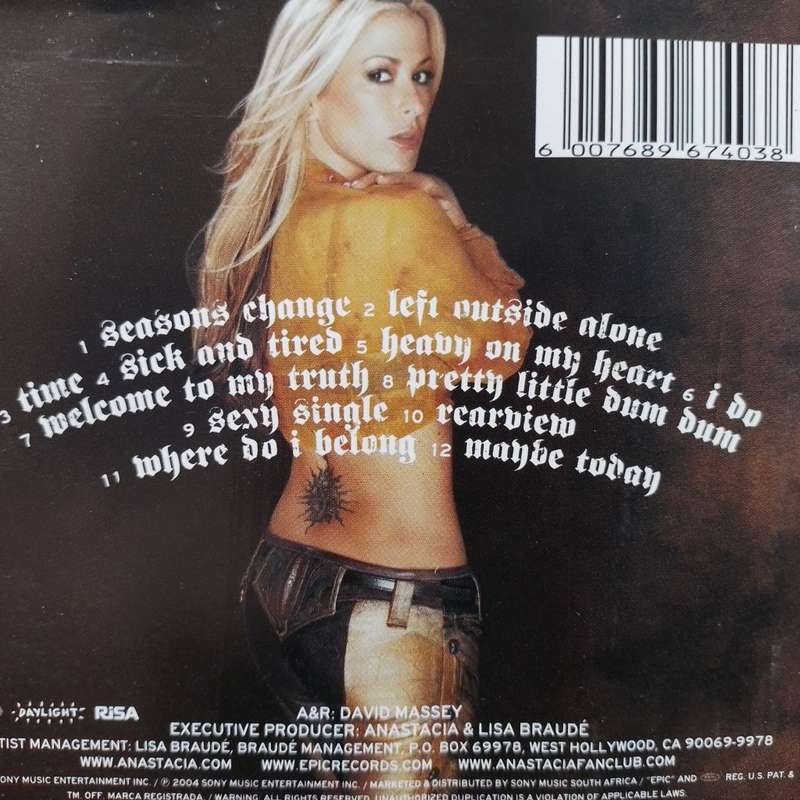 6 007689 674038
1 seasons change 2 left outside alone
3 time 4 sick and tired 5 heavy on my heart 6 i do
7 welcome to my truth 8 pretty little dum dum
9 sexy single 10 rearview
11 where do i belong 12 maybe today
DAYLIGHT RISA
A&R: DAVID MASSEY
EXECUTIVE PRODUCER: ANASTACIA & LISA BRAUDÉ
TIST MANAGEMENT: LISA BRAUDÉ, BRAUDÉ MANAGEMENT, P.O. BOX 69978, WEST HOLLYWOOD, CA 90069-9978
WWW.ANASTACIA.COM WWW.EPICRECORDS.COM WWW.ANASTACIAFANCLUB.COM
ONY MUSIC ENTERTAINMENT INC. / ℗ 2004 SONY MUSIC ENTERTAINMENT INC. / MARKETED & DISTRIBUTED BY SONY MUSIC SOUTH AFRICA / "EPIC" AND REG. U.S. PAT. &
TM. OFF. MARCA REGISTRADA. / WARNING: ALL RIGHTS RESERVED. UNAUTHORIZED DUPLICATION IS A VIOLATION OF APPLICABLE LAWS.